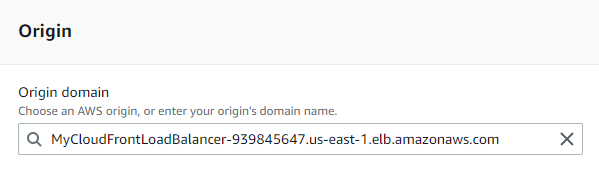 Origin
Origin domain
Choose an AWS origin, or enter your origin's domain name.
MyCloudFrontLoadBalancer-939845647.us-east-1.elb.amazonaws.com